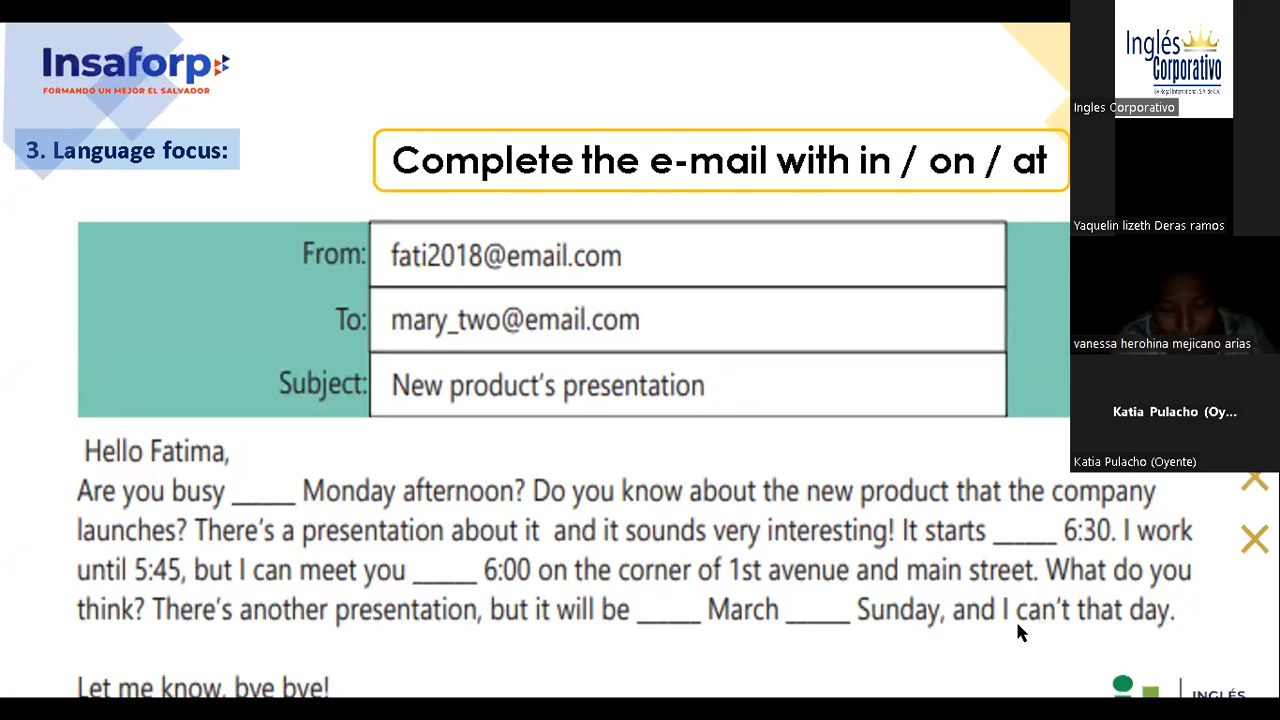 Insaforp
FORMANDO UN MEJOR EL SALVADOR
3. Language focus:
Complete the e-mail with in / on / at
From: fati2018@email.com
To: mary_two@email.com
Subject: New product's presentation
Hello Fatima,
Are you busy _____ Monday afternoon? Do you know about the new product that the company
launches? There's a presentation about it and it sounds very interesting! It starts _____ 6:30. I work
until 5:45, but I can meet you _____ 6:00 on the corner of 1st avenue and main street. What do you
think? There's another presentation, but it will be _____ March _____ Sunday, and I can't that day.
Let me know, bye bye!
INGLÉS
Inglés
Corporativo
Ingles Corporativo
Yaquelin lizeth Deras ramos
vanessa herohina mejicano arias
Katia Pulacho (Oy...
Katia Pulacho (Oyente)